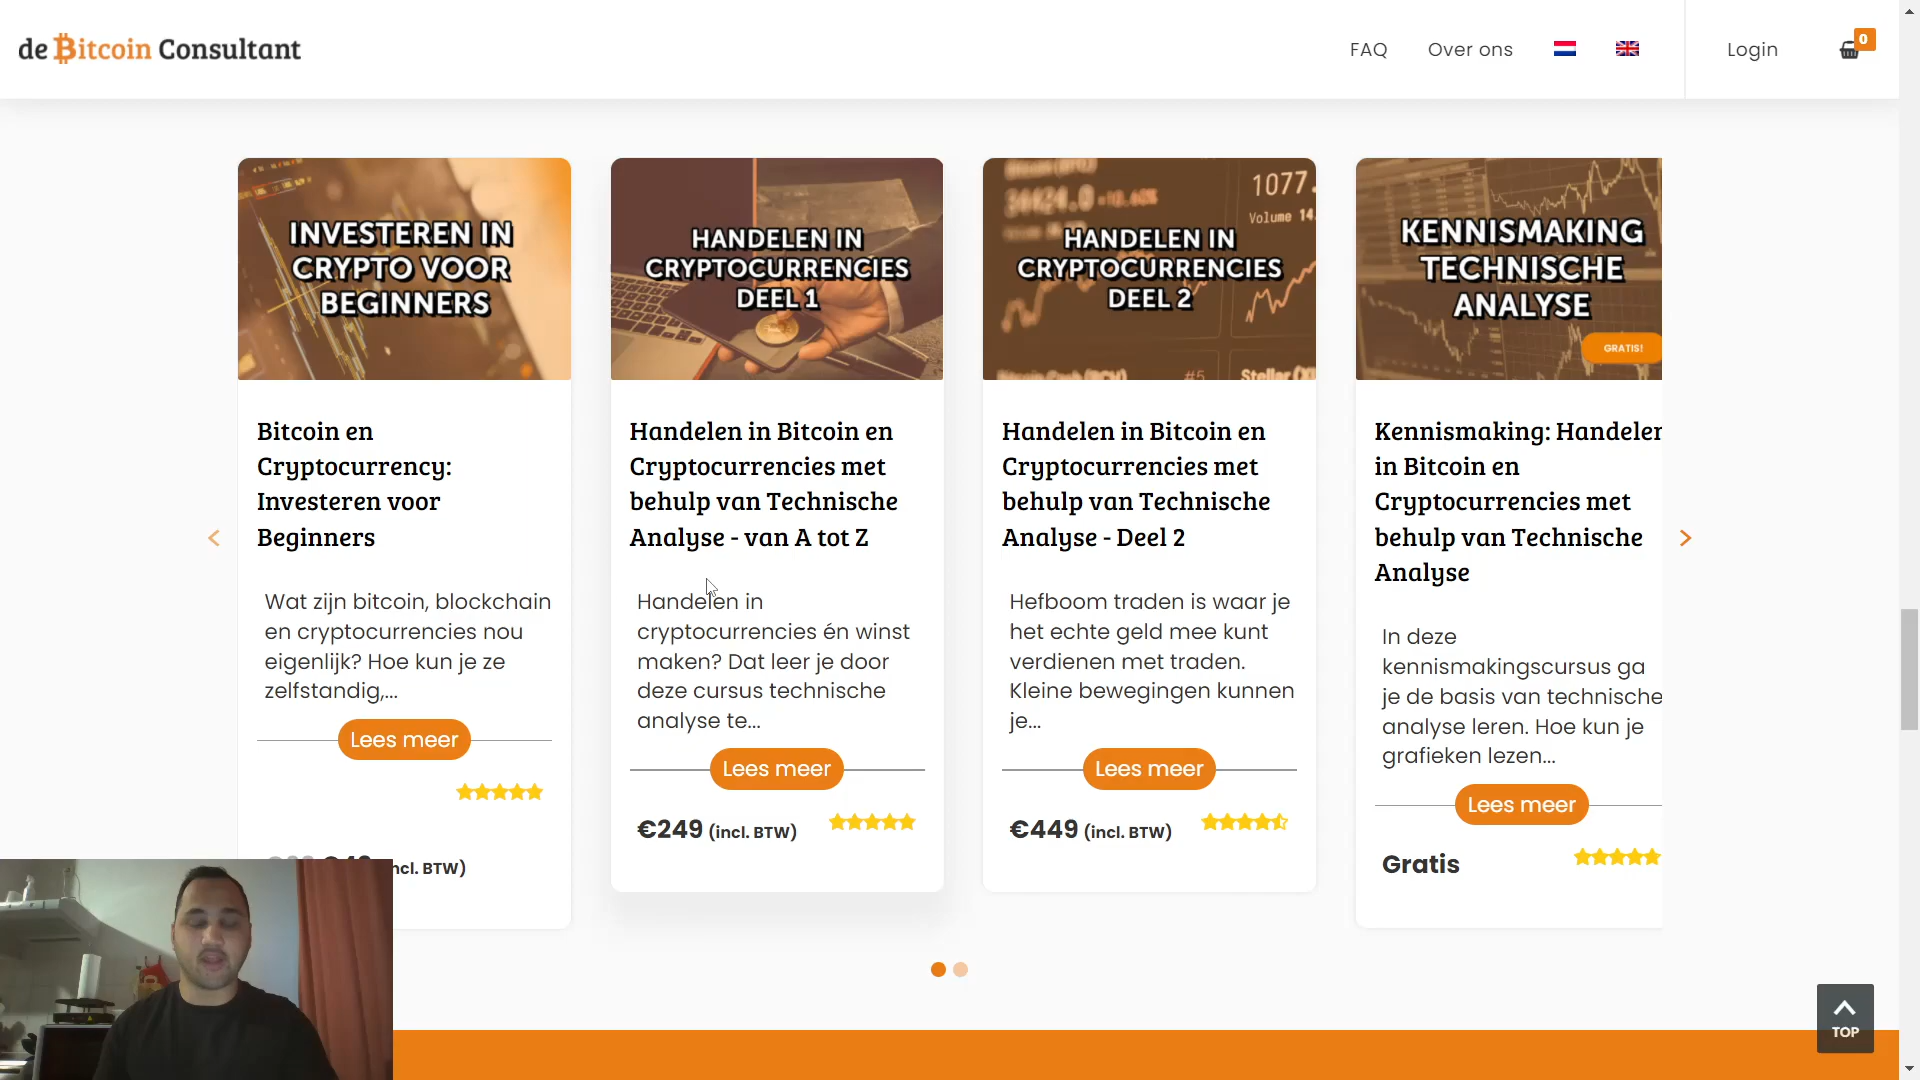 de Bitcoin Consultant
FAQ
Over ons
Login
0
INVESTEREN IN
CRYPTO VOOR
BEGINNERS
Bitcoin en
Cryptocurrency:
Investeren voor
Beginners
Wat zijn bitcoin, blockchain
en cryptocurrencies nou
eigenlijk? Hoe kun je ze
zelfstandig,...
Lees meer
ncl. BTW)
HANDELEN IN
CRYPTOCURRENCIES
DEEL 1
Handelen in Bitcoin en
Cryptocurrencies met
behulp van Technische
Analyse - van A tot Z
Handelen in
cryptocurrencies én winst
maken? Dat leer je door
deze cursus technische
analyse te...
Lees meer
€249 (incl. BTW)
1077.
Volume 14.
HANDELEN IN
CRYPTOCURRENCIES
DEEL 2
#5
Stellar (X
Handelen in Bitcoin en
Cryptocurrencies met
behulp van Technische
Analyse - Deel 2
Hefboom traden is waar je
het echte geld mee kunt
verdienen met traden.
Kleine bewegingen kunnen
je...
Lees meer
€449 (incl. BTW)
KENNISMAKING
TECHNISCHE
ANALYSE
GRATIS!
Kennismaking: Handelen
in Bitcoin en
Cryptocurrencies met
behulp van Technische
Analyse
In deze
kennismakingscursus ga
je de basis van technische
analyse leren. Hoe kun je
grafieken lezen...
Lees meer
Gratis
TOP